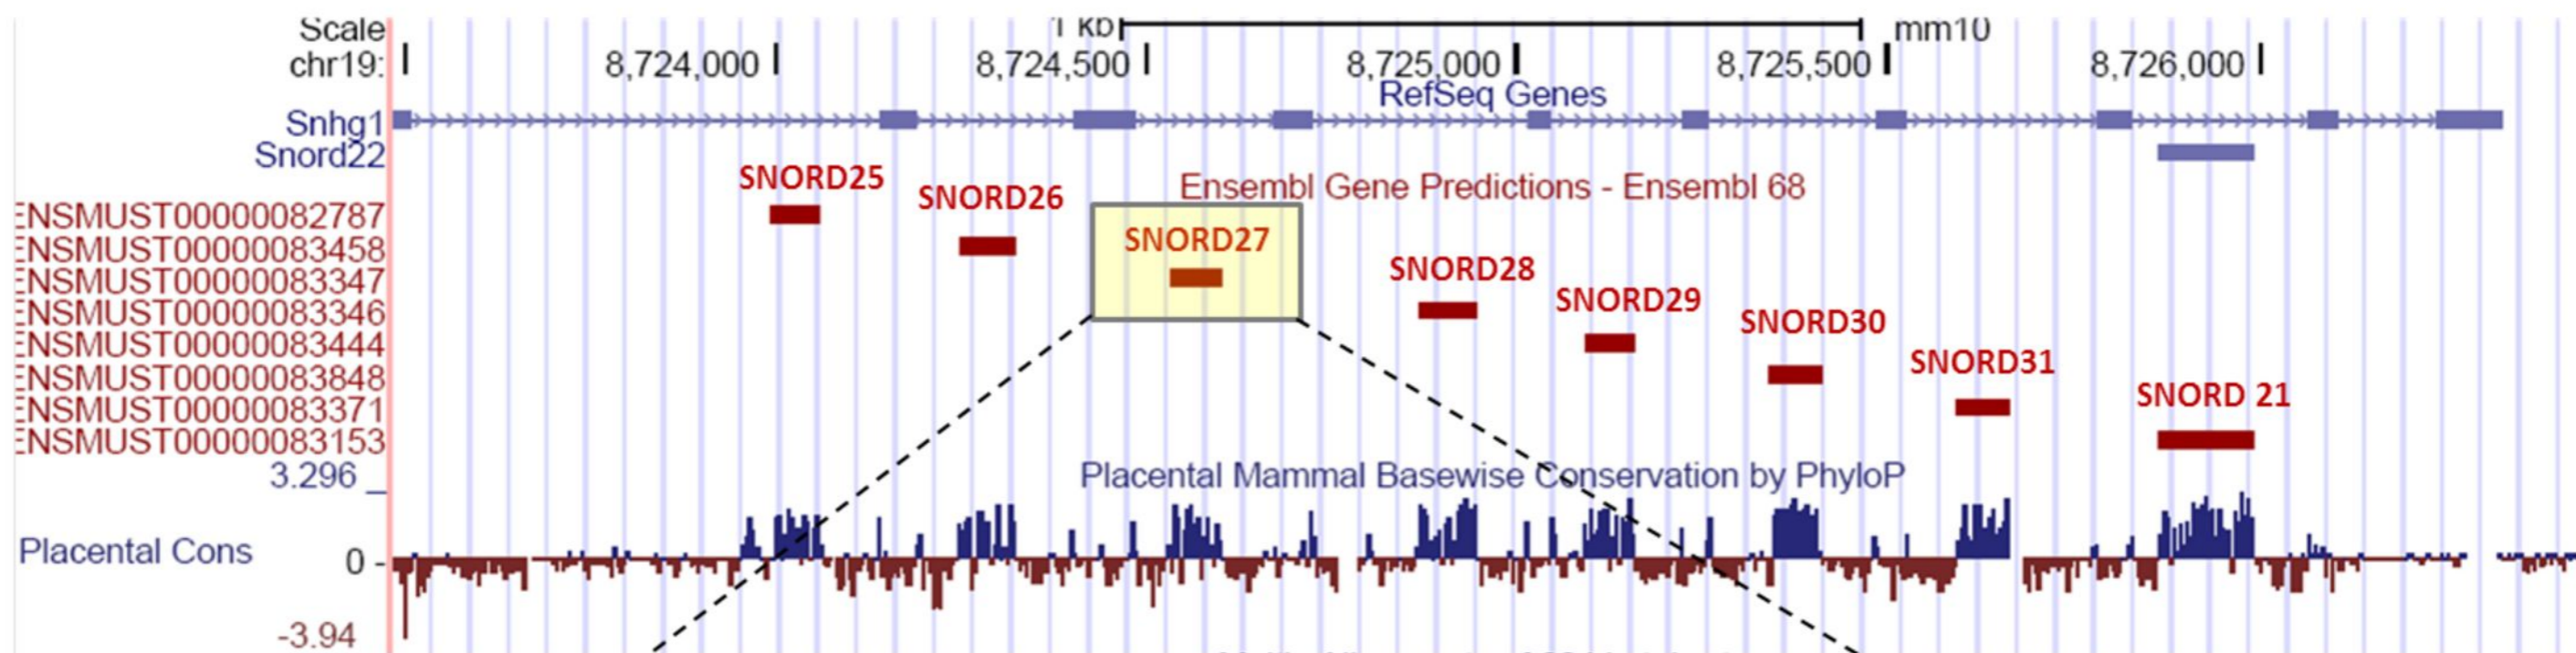 Scale 1 kb mm10
chr19: 8,724,000 8,724,500 8,725,000 8,725,500 8,726,000
RefSeq Genes
Snhg1
Snord22
SNORD25
SNORD26
Ensembl Gene Predictions - Ensembl 68
ENSMUST00000082787
SNORD27
ENSMUST00000083458
SNORD28
ENSMUST00000083347
SNORD29
ENSMUST00000083346
SNORD30
ENSMUST00000083444
SNORD31
ENSMUST00000083848
SNORD 21
ENSMUST00000083371
ENSMUST00000083153
3.296
Placental Mammal Basewise Conservation by PhyloP
Placental Cons
0 -
-3.94